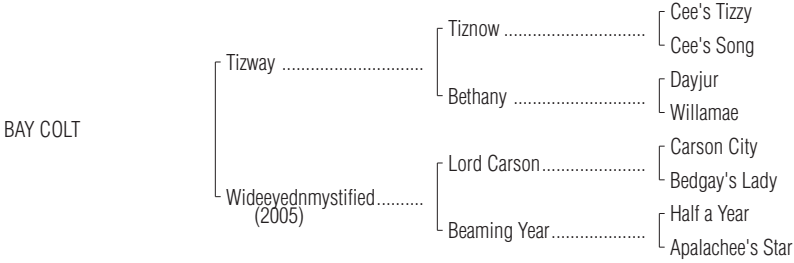 Cee's Tizzy
Tiznow ..............................
Cee's Song
Tizway ..............................
Dayjur
Bethany ............................
Willamae
BAY COLT
Carson City
Lord Carson......................
Bedgay's Lady
Wideeyednmystified..........
(2005)
Half a Year
Beaming Year....................
Apalachee's Star